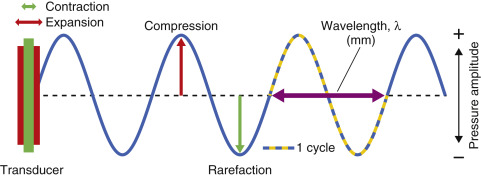 Contraction
Expansion
Compression
Wavelength, λ
(mm)
+
Pressure amplitude
–
1 cycle
Transducer
Rarefaction